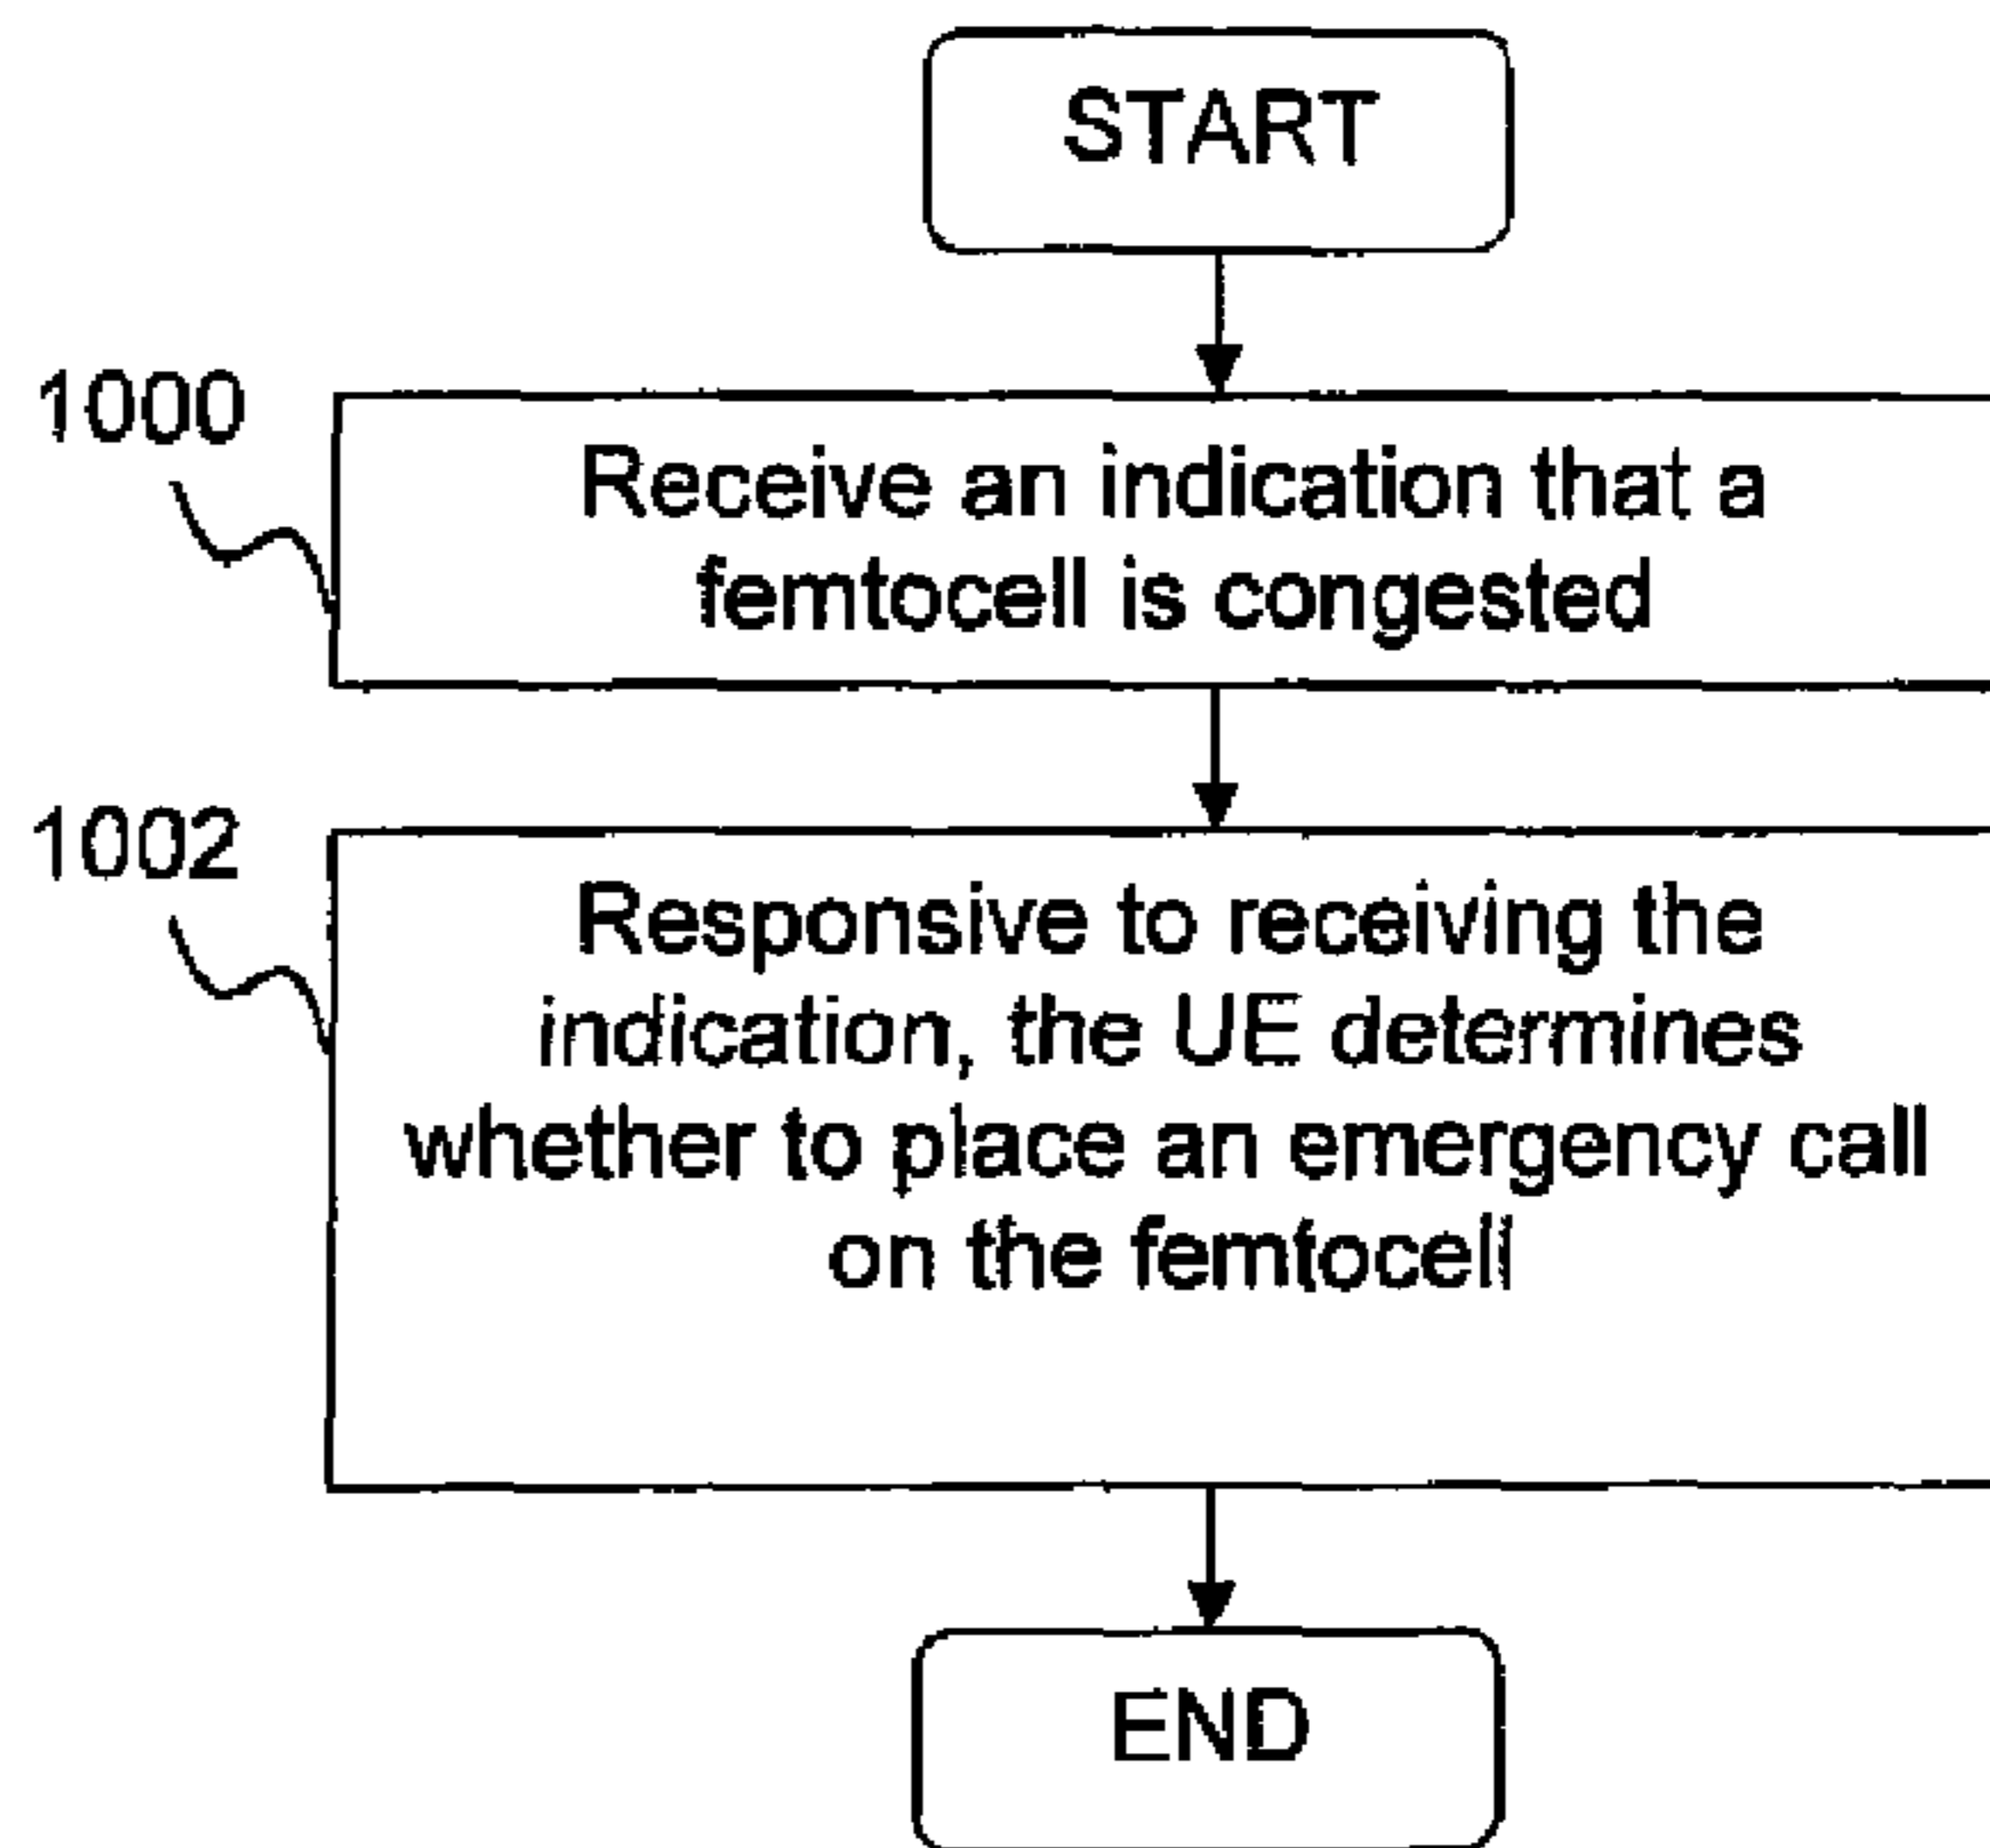 START
1000
Receive an indication that a
femtocell is congested
1002
Responsive to receiving the
indication, the UE determines
whether to place an emergency call
on the femtocell
END